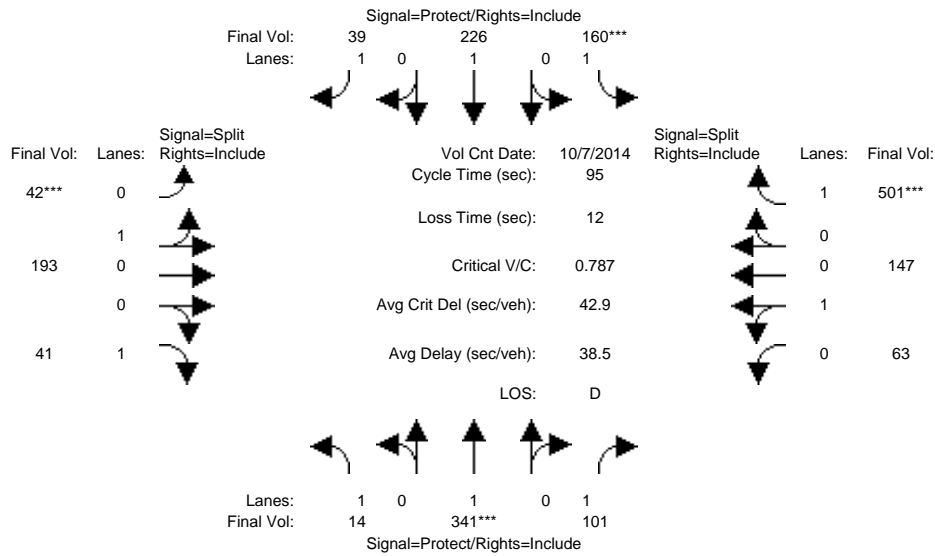 Signal=Protect/Rights=Include
Final Vol: 39 226 160***
Lanes: 1 0 1 0 1
Signal=Split
Rights=Include
Final Vol: Lanes:
Vol Cnt Date: 10/7/2014
Signal=Split
Rights=Include
Lanes: Final Vol:
Cycle Time (sec): 95
42*** 0
1 501***
Loss Time (sec): 12
1
0
193 0
Critical V/C: 0.787
0 147
0
Avg Crit Del (sec/veh): 42.9
1
41 1
Avg Delay (sec/veh): 38.5
0 63
LOS: D
Lanes: 1 0 1 0 1
Final Vol: 14 341*** 101
Signal=Protect/Rights=Include